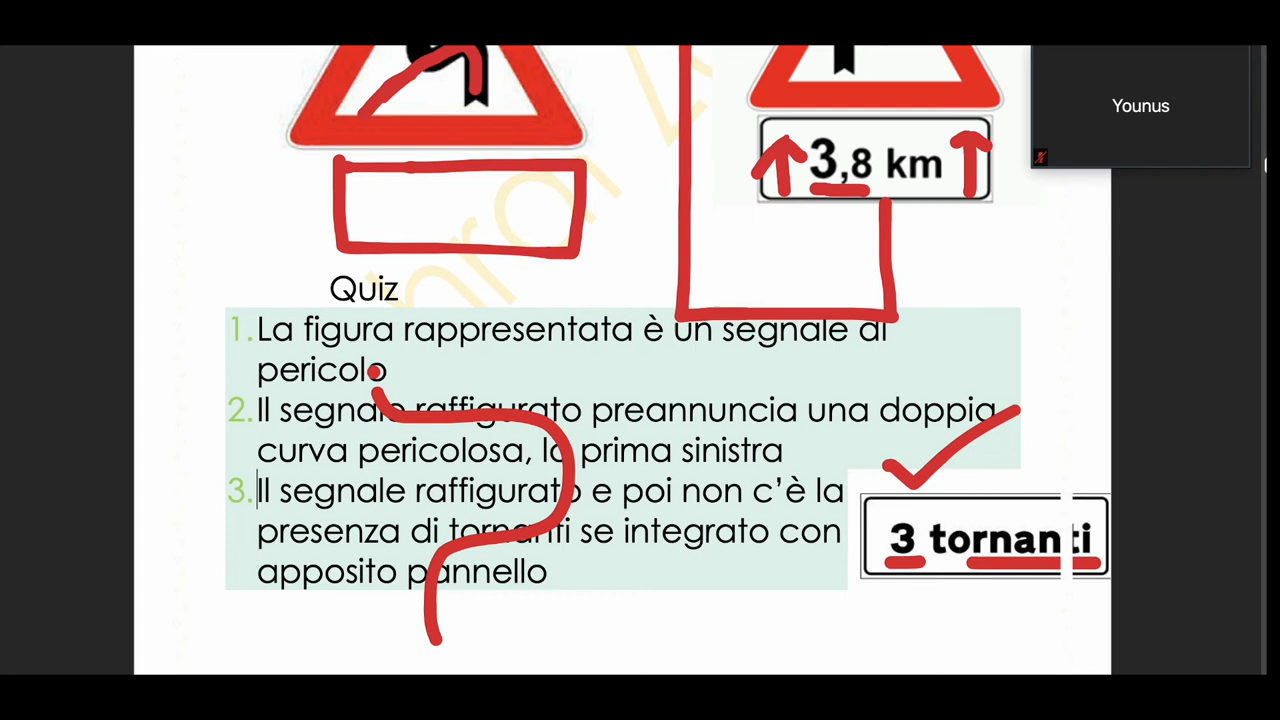 Younus
3,8 km
Quiz
1. La figura rappresentata è un segnale di
pericolo
2. Il segnale raffigurato preannuncia una doppia
curva pericolosa, la prima sinistra
3. Il segnale raffigurato e poi non c'è la
presenza di tornanti se integrato con
apposito pannello
3 tornanti